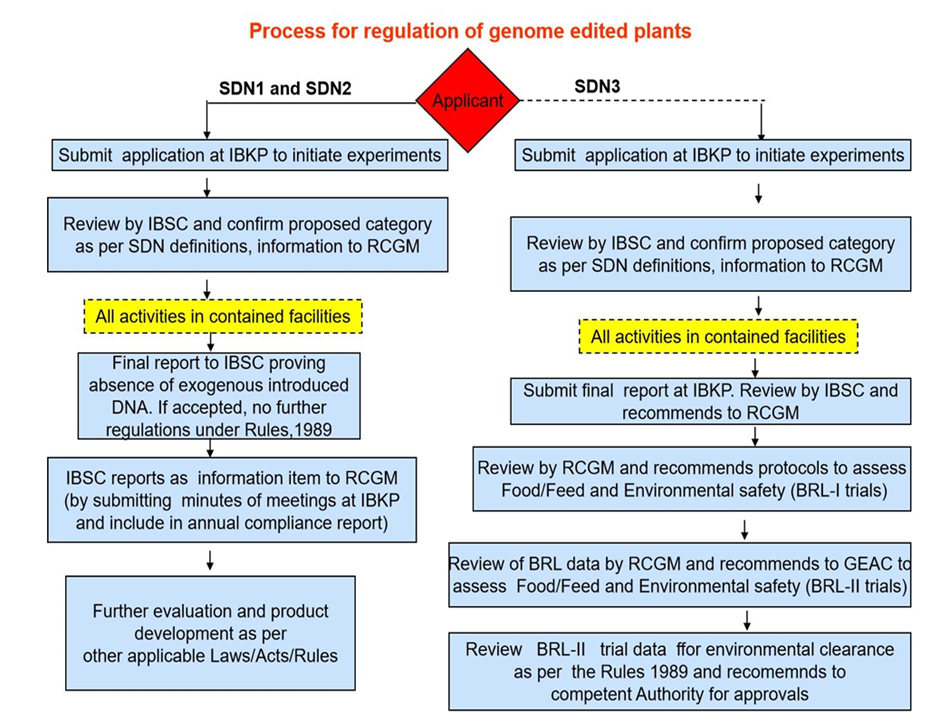 Process for regulation of genome edited plants
SDN1 and SDN2
Applicant
SDN3
Submit application at IBKP to initiate experiments
Review by IBSC and confirm proposed category
as per SDN definitions, information to RCGM
All activities in contained facilities
Final report to IBSC proving
absence of exogenous introduced
DNA. If accepted, no further
regulations under Rules,1989
IBSC reports as information item to RCGM
(by submitting minutes of meetings at IBKP
and include in annual compliance report)
Further evaluation and product
development as per
other applicable Laws/Acts/Rules
Submit application at IBKP to initiate experiments
Review by IBSC and confirm proposed category
as per SDN definitions, information to RCGM
All activities in contained facilities
Submit final report at IBKP. Review by IBSC and
recommends to RCGM
Review by RCGM and recommends protocols to assess
Food/Feed and Environmental safety (BRL-I trials)
Review of BRL data by RCGM and recommends to GEAC to
assess Food/Feed and Environmental safety (BRL-II trials)
Review BRL-II trial data ffor environmental clearance
as per the Rules 1989 and recomemnds to
competent Authority for approvals